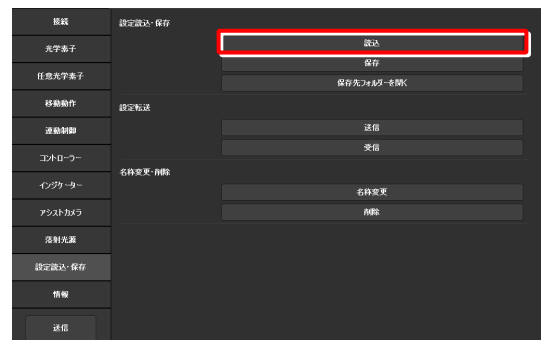 接続
光学素子
任意光学素子
移動動作
連動制御
コントローラー
インジケーター
アシストカメラ
落射光源
設定読込・保存
情報
送信
設定読込・保存
読込
保存
保存先フォルダーを開く
設定転送
送信
受信
名称変更・削除
名称変更
削除